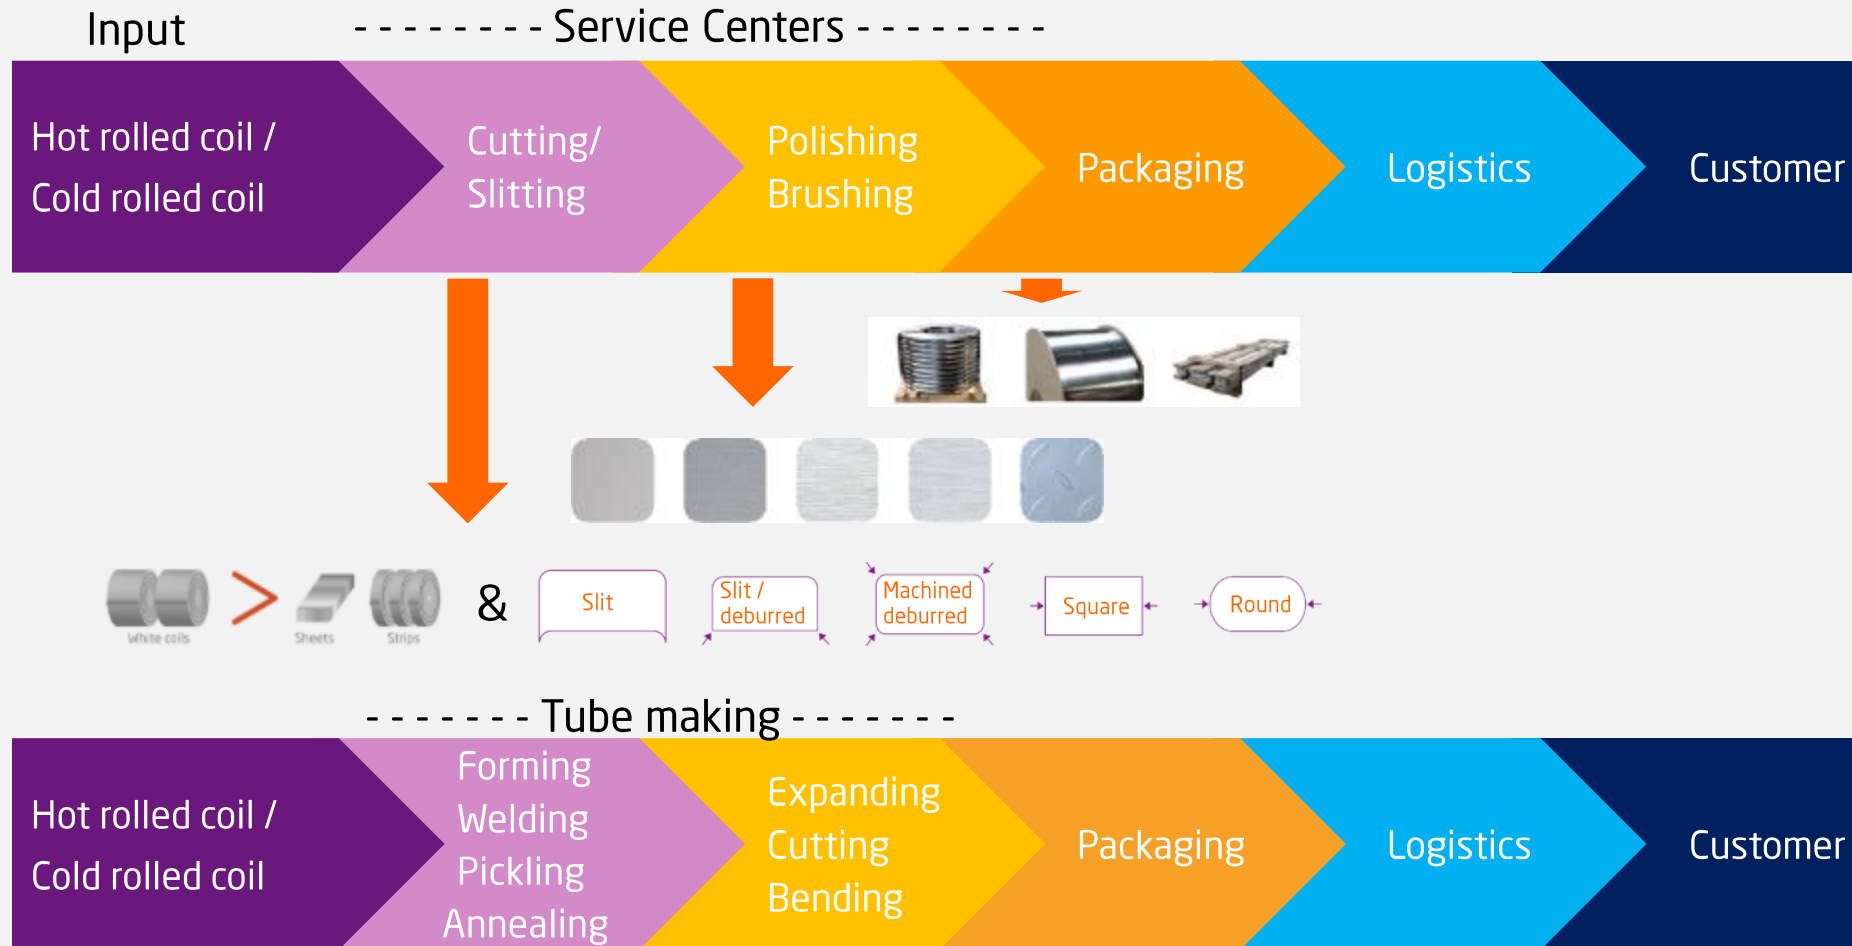 Input
- - - - - - - - Service Centers - - - - - - - -
Hot rolled coil /
Cold rolled coil
Cutting/
Slitting
Polishing
Brushing
Packaging
Logistics
Customer
White coils
>
Sheets
Strips
&
Slit
Slit /
deburred
Machined
deburred
Square
Round
- - - - - - - Tube making - - - - - - -
Hot rolled coil /
Cold rolled coil
Forming
Welding
Pickling
Annealing
Expanding
Cutting
Bending
Packaging
Logistics
Customer